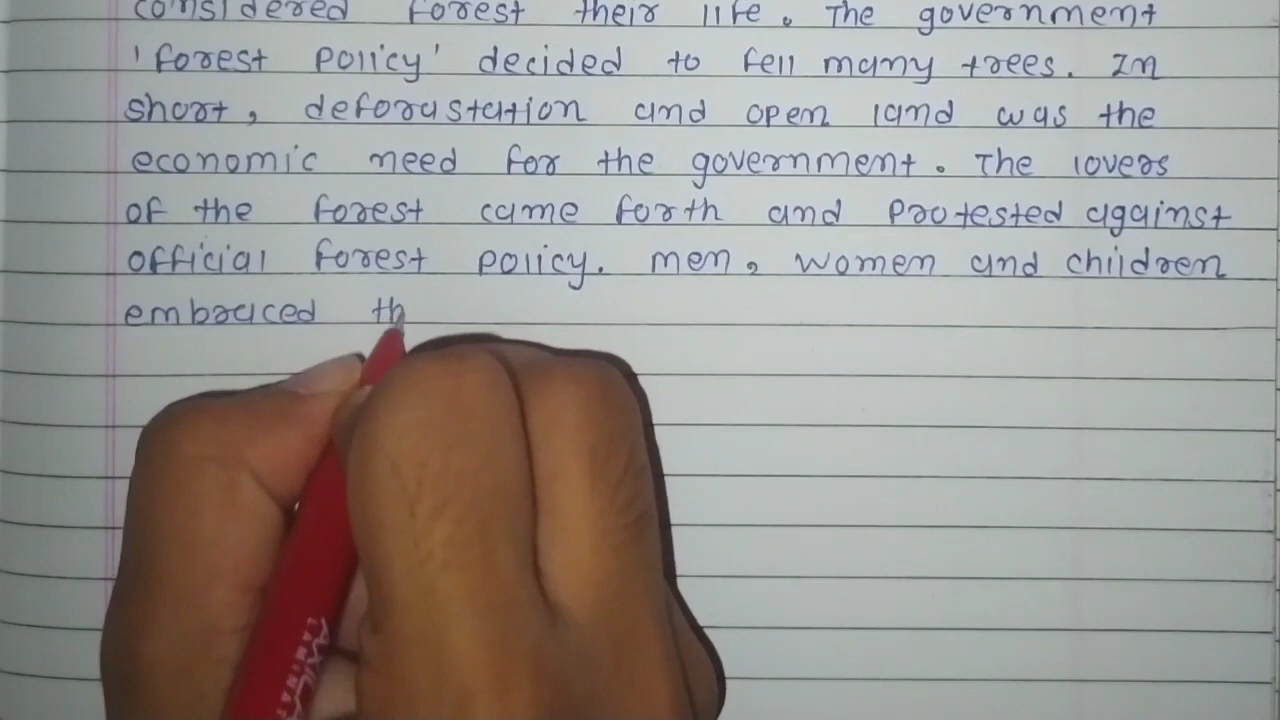 considered forest their life. The government
'forest policy' decided to fell many trees. In
short, deforastation and open land was the
economic need for the government. The lovers
of the forest came forth and protested against
official forest policy. men, women and children
embraced th